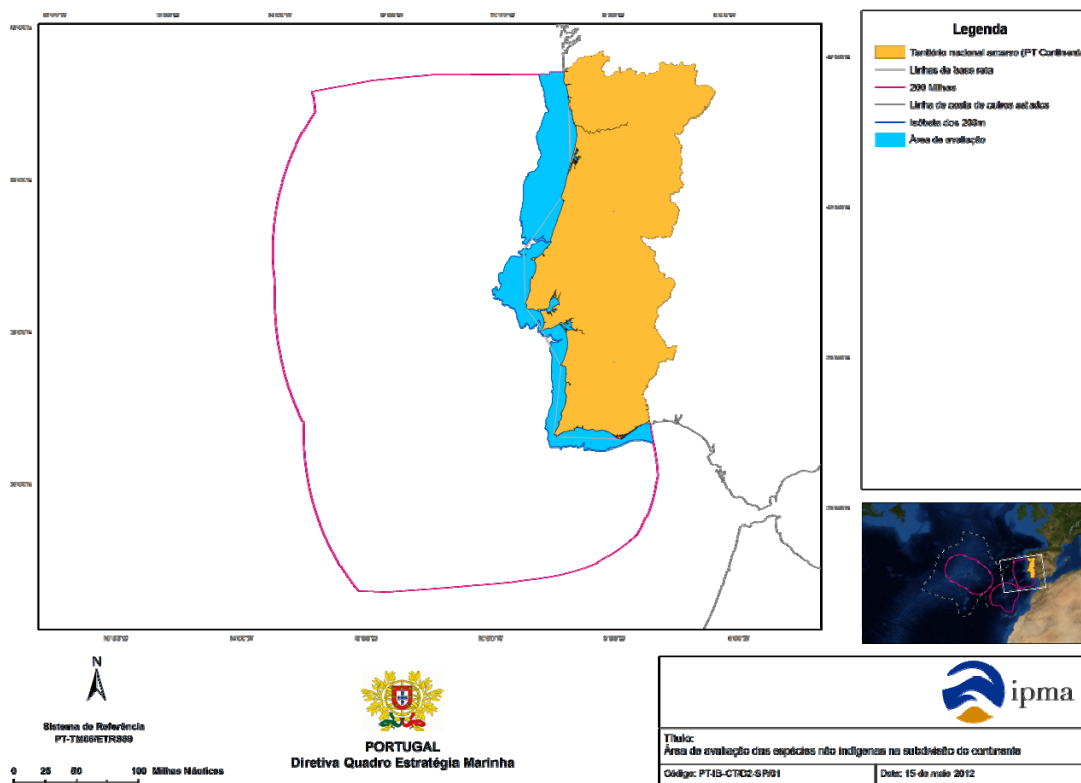 Legenda
Território nacional emerso (PT Continental
Linhas de base reta
200 Milhas
Linha de costa de outros estados
Isóbata dos 200m
Área de avaliação
N
Sistema de Referência
PT-TM06/ETRS89
0 25 50 100 Milhas Náuticas
PORTUGAL
Diretiva Quadro Estratégia Marinha
ipma
Título:
Área de avaliação das espécies não indígenas na subdivisão do continente
Código: PT-IB-CT/D2-SP/01
Data: 15 de maio 2012